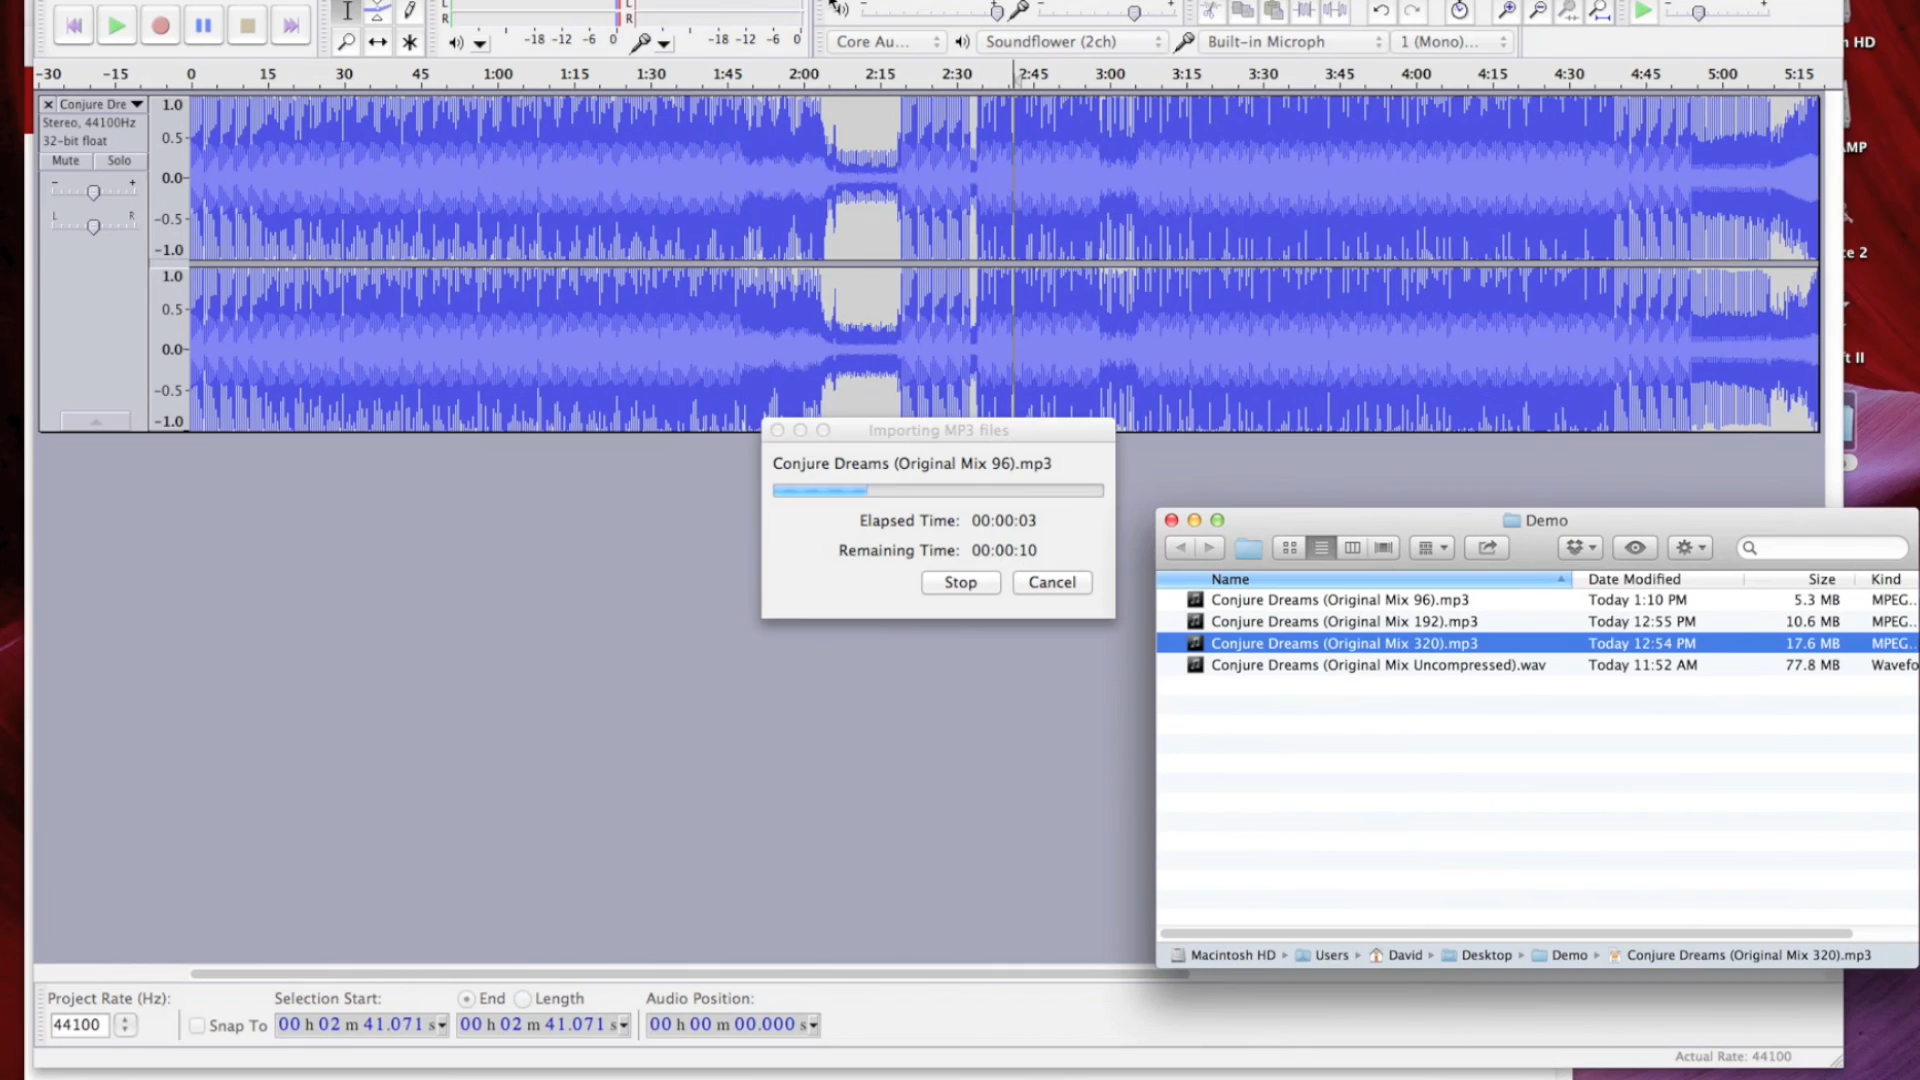 L
R
L
R
-18 -12 -6 0
-18 -12 -6 0
Core Au...
Soundflower (2ch)
Built-in Microph
1 (Mono)...
HD
-30 -15 0 15 30 45 1:00 1:15 1:30 1:45 2:00 2:15 2:30 2:45 3:00 3:15 3:30 3:45 4:00 4:15 4:30 4:45 5:00 5:15
Conjure Dre
Stereo, 44100Hz
32-bit float
Mute Solo
- +
L R
1.0
0.5
0.0
-0.5
-1.0
1.0
0.5
0.0
-0.5
-1.0
AMP
ce 2
ft II
Importing MP3 files
Conjure Dreams (Original Mix 96).mp3
Elapsed Time: 00:00:03
Remaining Time: 00:00:10
Stop Cancel
Demo
Name Date Modified Size Kind
Conjure Dreams (Original Mix 96).mp3 Today 1:10 PM 5.3 MB MPEG..
Conjure Dreams (Original Mix 192).mp3 Today 12:55 PM 10.6 MB MPEG..
Conjure Dreams (Original Mix 320).mp3 Today 12:54 PM 17.6 MB MPEG..
Conjure Dreams (Original Mix Uncompressed).wav Today 11:52 AM 77.8 MB Wavefo
Macintosh HD ▸ Users ▸ David ▸ Desktop ▸ Demo ▸ Conjure Dreams (Original Mix 320).mp3
Project Rate (Hz): Selection Start: End Length Audio Position:
44100 Snap To 00 h 02 m 41.071 s 00 h 02 m 41.071 s 00 h 00 m 00.000 s
Actual Rate: 44100